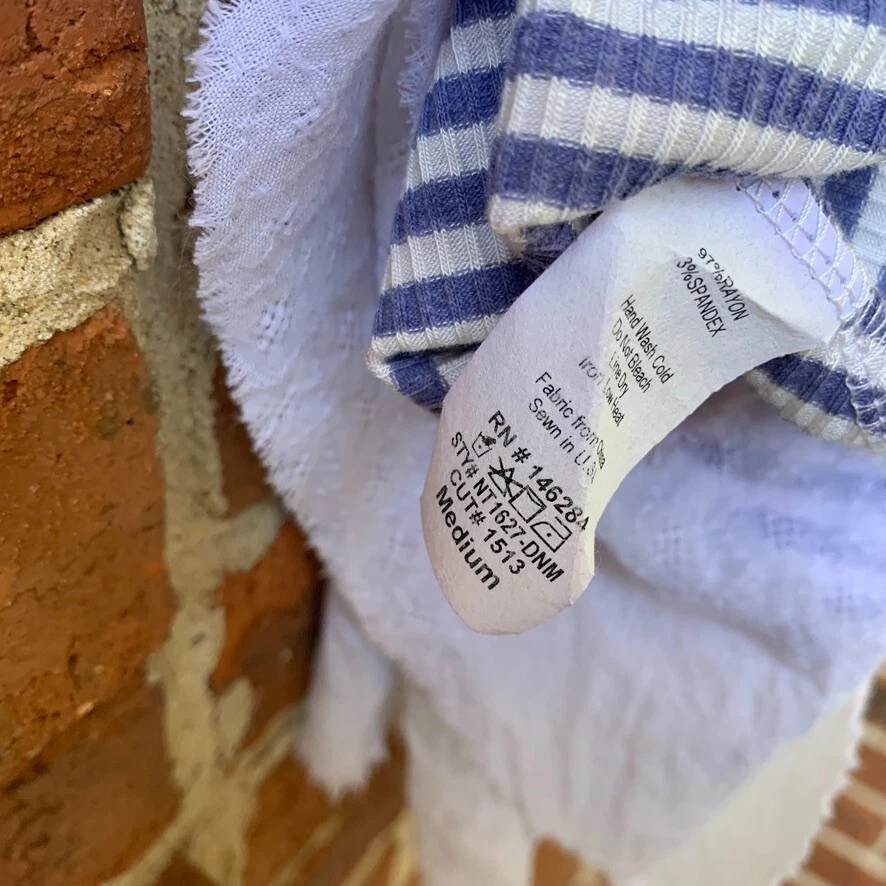 97%RAYON
3%SPANDEX
Hand Wash Cold
Do Not Bleach
Line Dry
Iron Low Heat
Fabric from
Sewn in U.S.A
RN # 146284
STY# NT1627-DNM
CUT# 1513
Medium